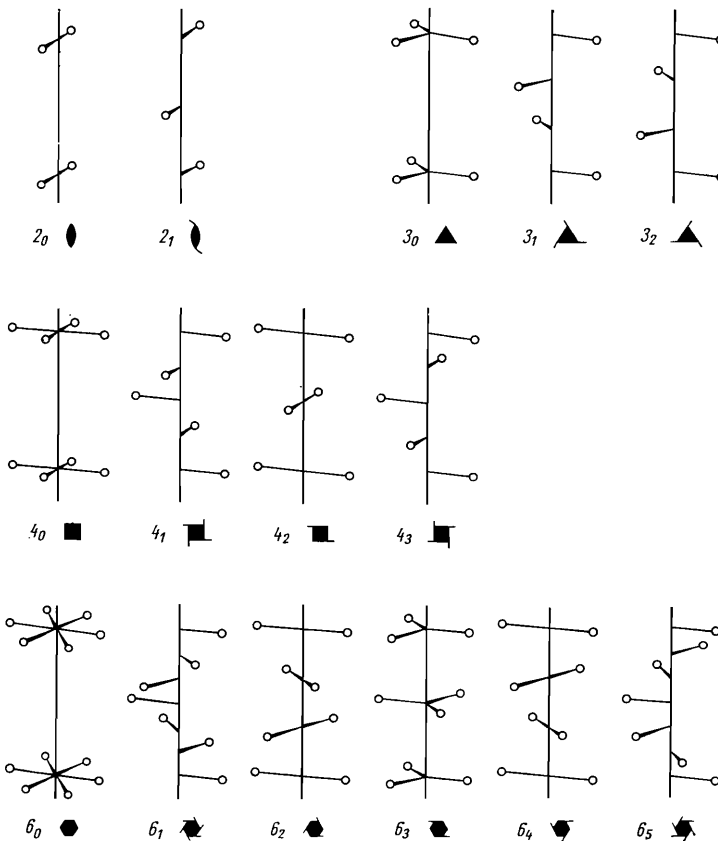 2₀ 2₁ 3₀ 3₁ 3₂
4₀ 4₁ 4₂ 4₃
6₀ 6₁ 6₂ 6₃ 6₄ 6₅